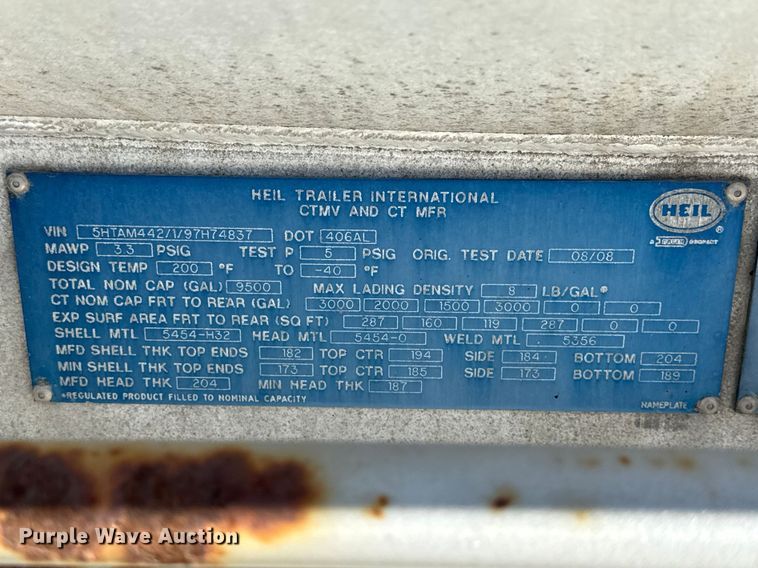 HEIL TRAILER INTERNATIONAL
CTMV AND CT MFR
HEIL ®
A COMPANY
VIN 5HTAM442/1/97H74837 DOT 406AL
MAWP 3.3 PSIG TEST P 5 PSIG ORIG. TEST DATE 08/08
DESIGN TEMP 200 °F TO -40 °F
TOTAL NOM CAP (GAL) 9500 MAX LADING DENSITY 8 LB/GAL*
CT NOM CAP FRT TO REAR (GAL) 3000 2000 1500 3000 0 0
EXP SURF AREA FRT TO REAR (SQ FT) 287 160 119 287 0 0
SHELL MTL 5454-H32 HEAD MTL 5454-O WELD MTL 5356
MFD SHELL THK TOP ENDS 182 TOP CTR 194 SIDE 184 BOTTOM 204
MIN SHELL THK TOP ENDS 173 TOP CTR 185 SIDE 173 BOTTOM 189
MFD HEAD THK 204 MIN HEAD THK 187
*REGULATED PRODUCT FILLED TO NOMINAL CAPACITY
NAMEPLATE
Purple Wave Auction